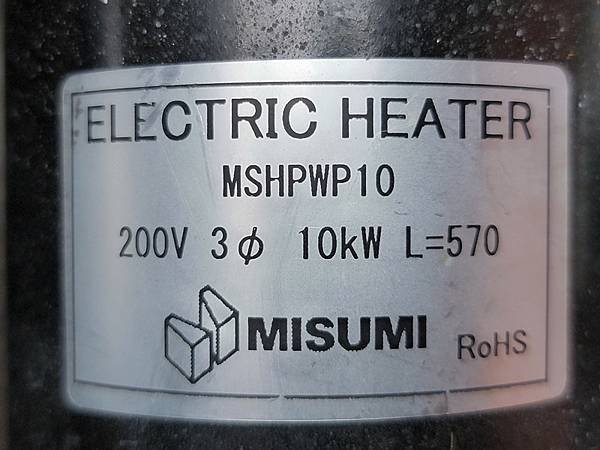 ELECTRIC HEATER
MSHPWP10
200V 3φ 10kW L=570
MISUMI RoHS